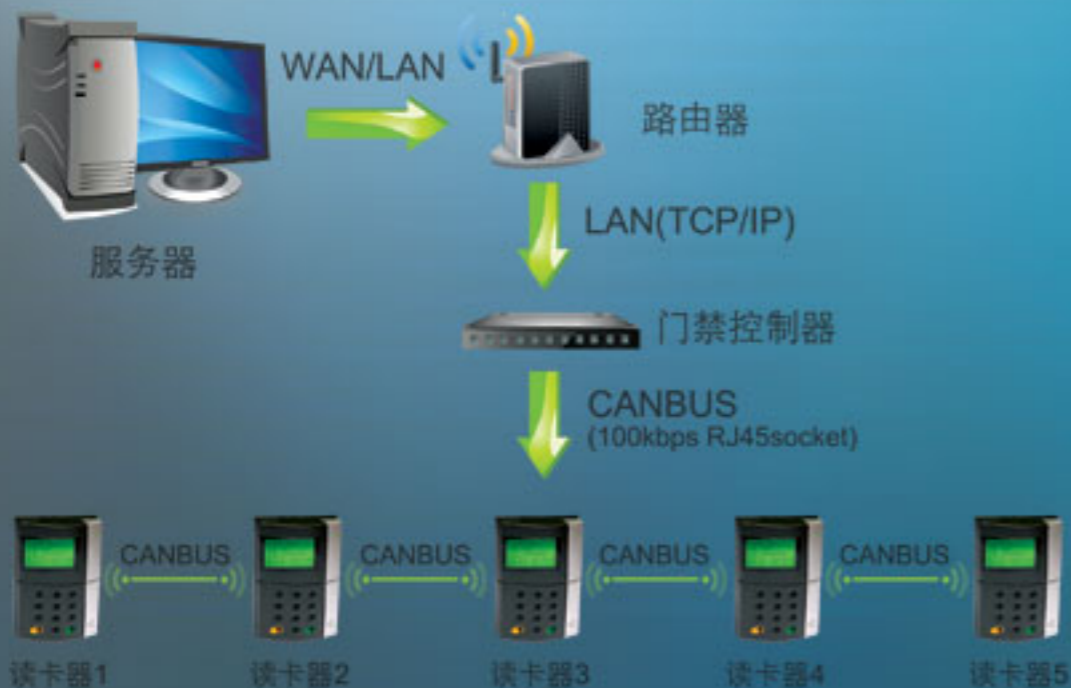 WAN/LAN
路由器
LAN(TCP/IP)
服务器
门禁控制器
CANBUS
(100kbps RJ45socket)
CANBUS CANBUS CANBUS CANBUS
读卡器1 读卡器2 读卡器3 读卡器4 读卡器5